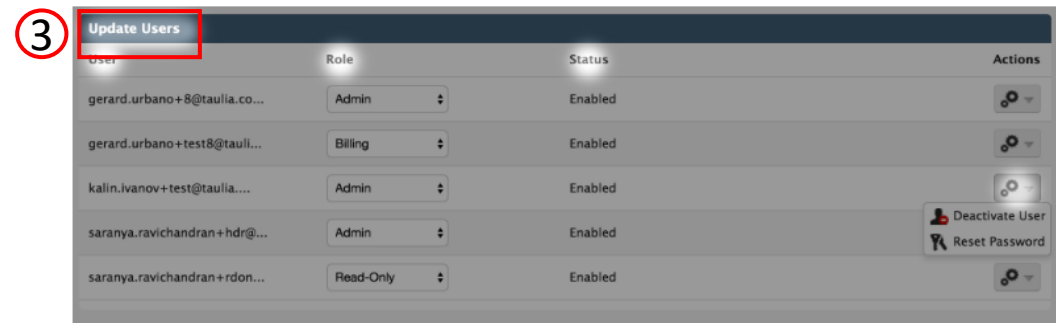 3
Update Users
User Role Status Actions
gerard.urbano+8@taulia.co... Admin Enabled
gerard.urbano+test8@tauli... Billing Enabled
kalin.ivanov+test@taulia.... Admin Enabled
Deactivate User
saranya.ravichandran+hdr@... Admin Enabled
Reset Password
saranya.ravichandran+rdon... Read-Only Enabled